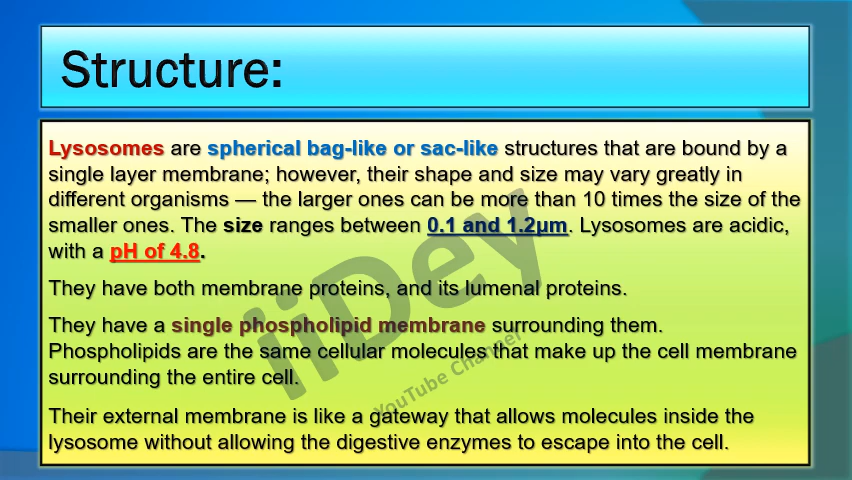 Structure:
Lysosomes are spherical bag-like or sac-like structures that are bound by a
single layer membrane; however, their shape and size may vary greatly in
different organisms — the larger ones can be more than 10 times the size of the
smaller ones. The size ranges between 0.1 and 1.2μm. Lysosomes are acidic,
with a pH of 4.8.
They have both membrane proteins, and its lumenal proteins.
They have a single phospholipid membrane surrounding them.
Phospholipids are the same cellular molecules that make up the cell membrane
surrounding the entire cell.
Their external membrane is like a gateway that allows molecules inside the
lysosome without allowing the digestive enzymes to escape into the cell.
iiDey
YouTube Channel